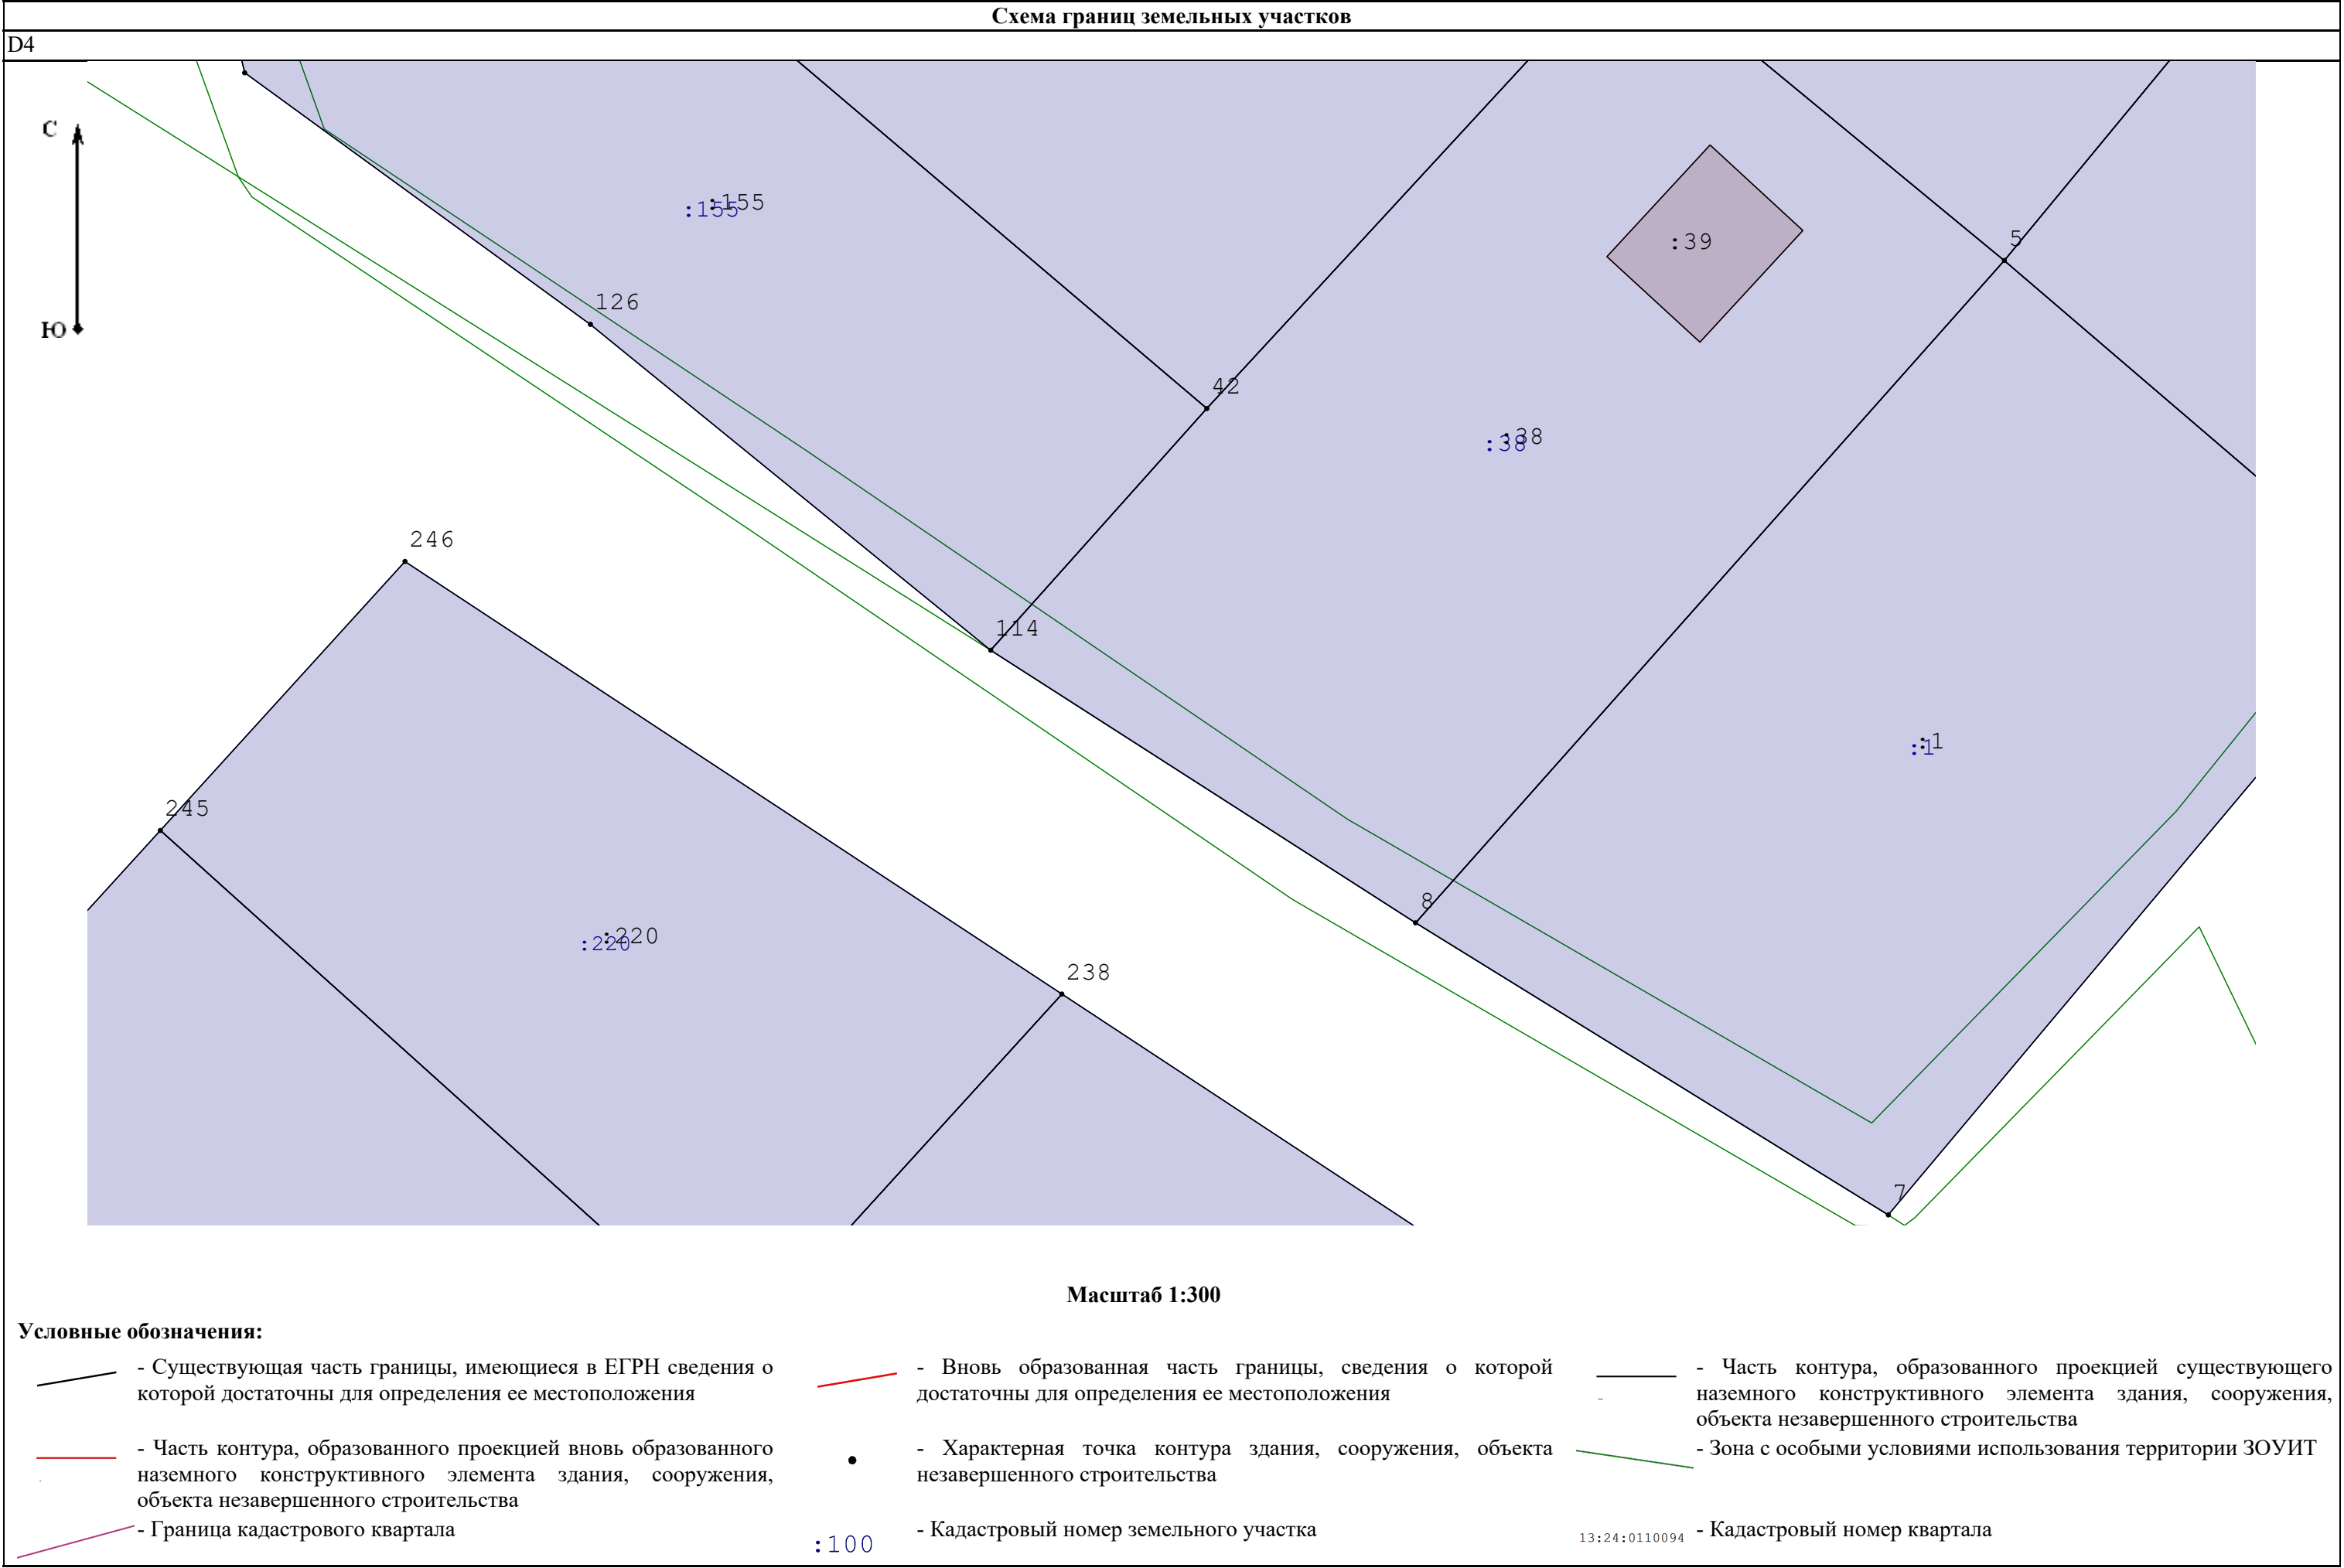 Схема границ земельных участков
D4
С
Ю
:155
:155
:39
5
126
42
:38
:38
246
114
:1
:1
245
8
:220
:220
238
7
Масштаб 1:300
Условные обозначения:
- Существующая часть границы, имеющиеся в ЕГРН сведения о
которой достаточны для определения ее местоположения
- Вновь образованная часть границы, сведения о которой
достаточны для определения ее местоположения
- Часть контура, образованного проекцией существующего
наземного конструктивного элемента здания, сооружения,
объекта незавершенного строительства
- Часть контура, образованного проекцией вновь образованного
наземного конструктивного элемента здания, сооружения,
объекта незавершенного строительства
- Характерная точка контура здания, сооружения, объекта
незавершенного строительства
- Зона с особыми условиями использования территории ЗОУИТ
- Граница кадастрового квартала
:100
- Кадастровый номер земельного участка
13:24:0110094
- Кадастровый номер квартала